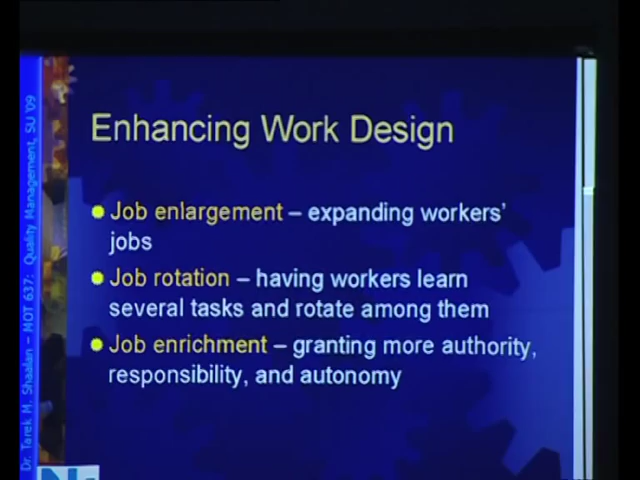 Enhancing Work Design
Job enlargement – expanding workers'
jobs
Job rotation – having workers learn
several tasks and rotate among them
Job enrichment – granting more authority,
responsibility, and autonomy
Dr. Tarek M. Shaalan – MOT 637: Quality Management, SU '09